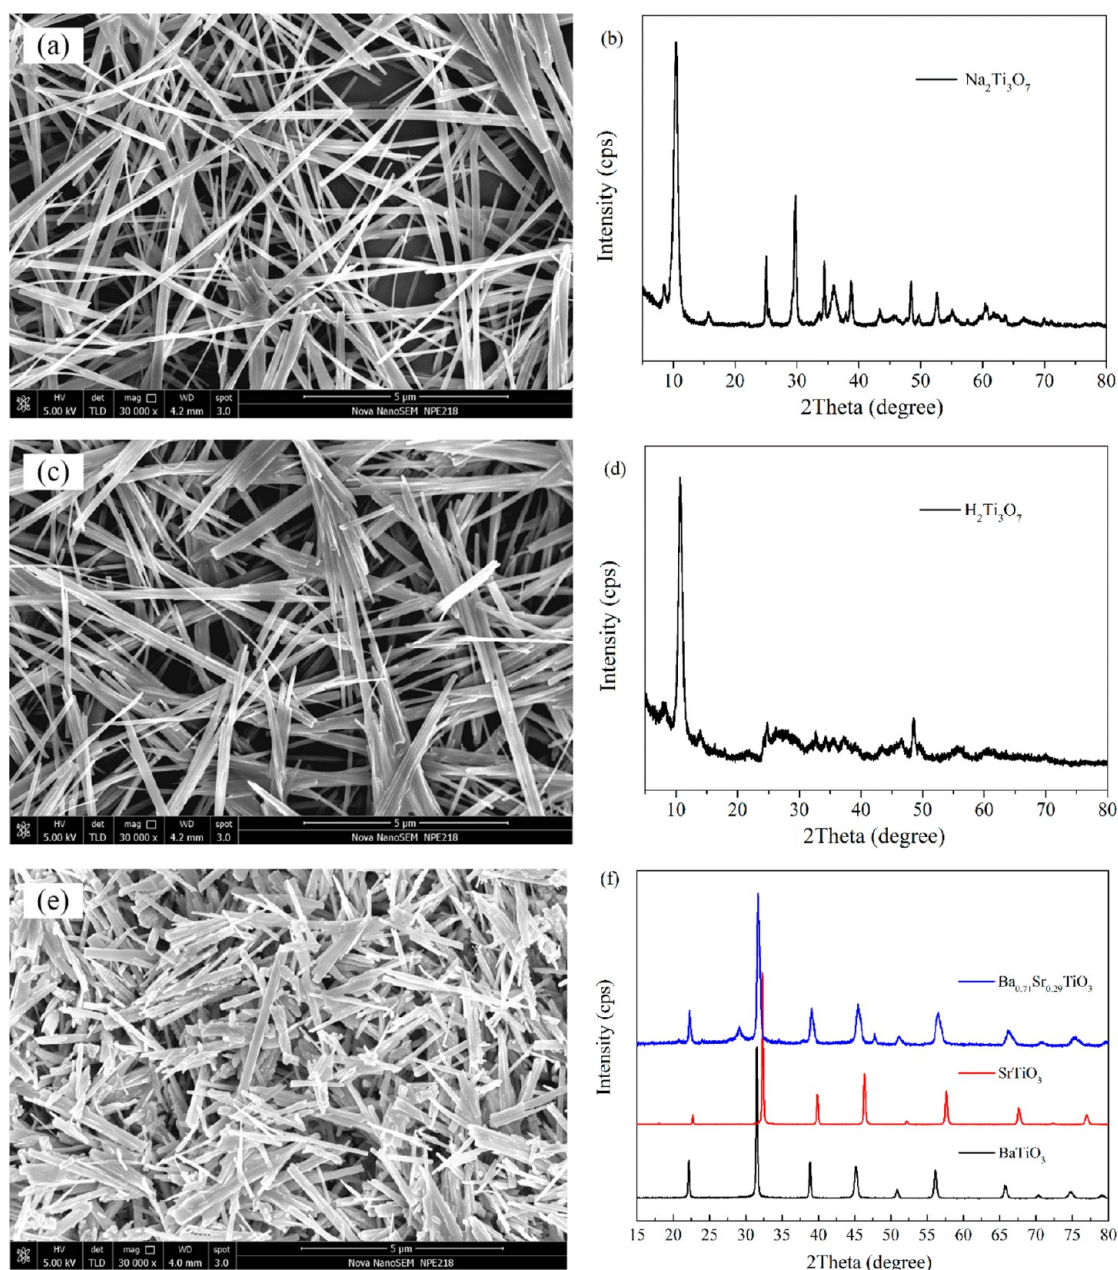 (a)
HV det mag WD spot 5 µm
5.00 kV TLD 30 000 x 4.2 mm 3.0 Nova NanoSEM NPE218
(b)
Na2Ti3O7
Intensity (cps)
10 20 30 40 50 60 70 80
2Theta (degree)
(c)
HV det mag WD spot 5 µm
5.00 kV TLD 30 000 x 4.2 mm 3.0 Nova NanoSEM NPE218
(d)
H2Ti3O7
Intensity (cps)
10 20 30 40 50 60 70 80
2Theta (degree)
(e)
HV det mag WD spot 5 µm
5.00 kV TLD 30 000 x 4.0 mm 3.0 Nova NanoSEM NPE218
(f)
Ba0.71Sr0.29TiO3
SrTiO3
BaTiO3
Intensity (cps)
15 20 25 30 35 40 45 50 55 60 65 70 75 80
2Theta (degree)